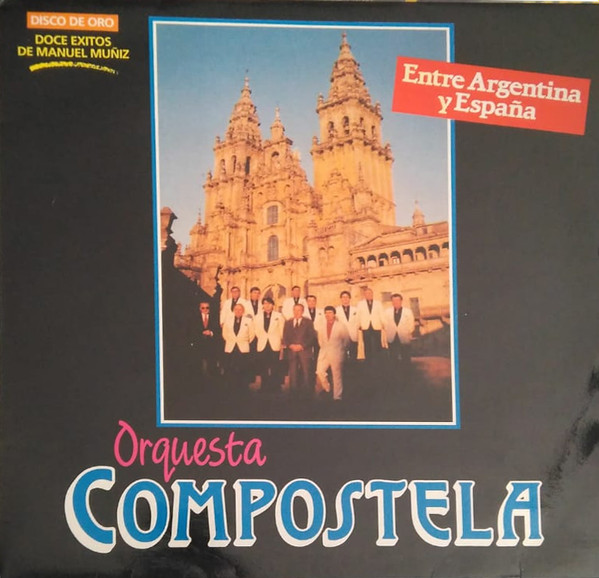 DISCO DE ORO
DOCE EXITOS
DE MANUEL MUÑIZ
Entre Argentina
y España
Orquesta
COMPOSTELA